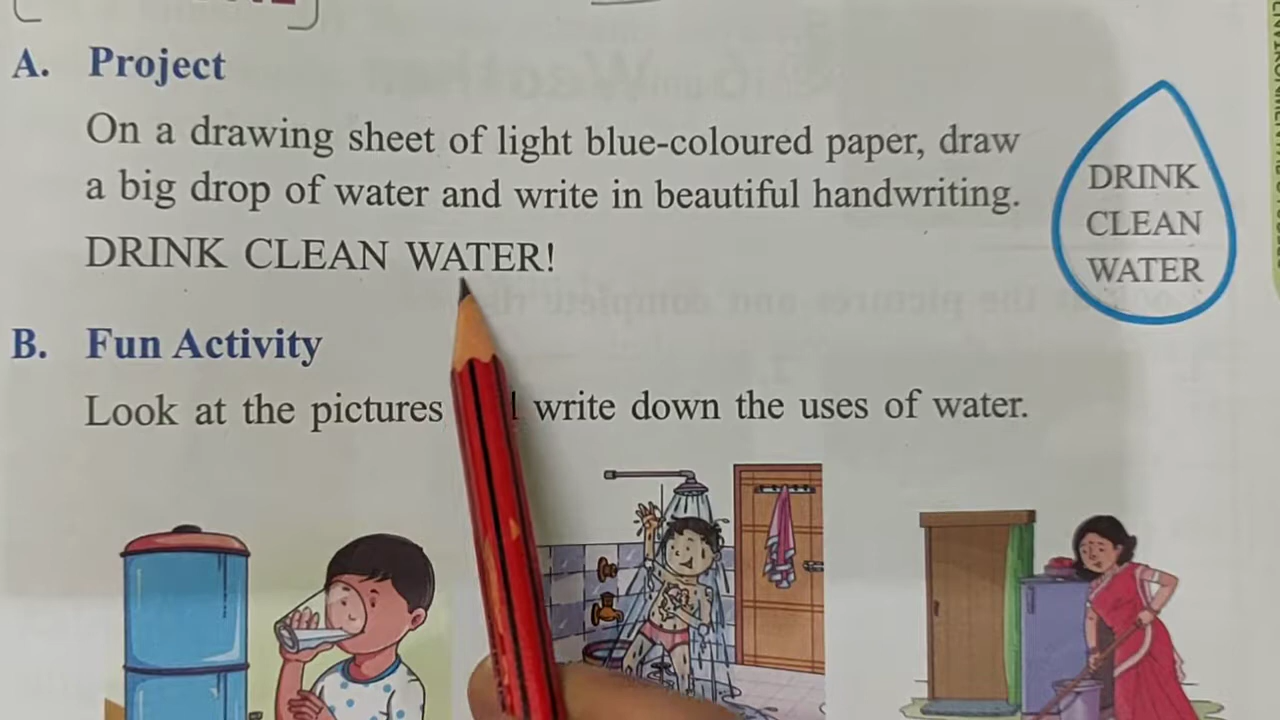 A. Project
On a drawing sheet of light blue-coloured paper, draw
a big drop of water and write in beautiful handwriting.
DRINK CLEAN WATER!
DRINK
CLEAN
WATER
B. Fun Activity
Look at the pictures write down the uses of water.